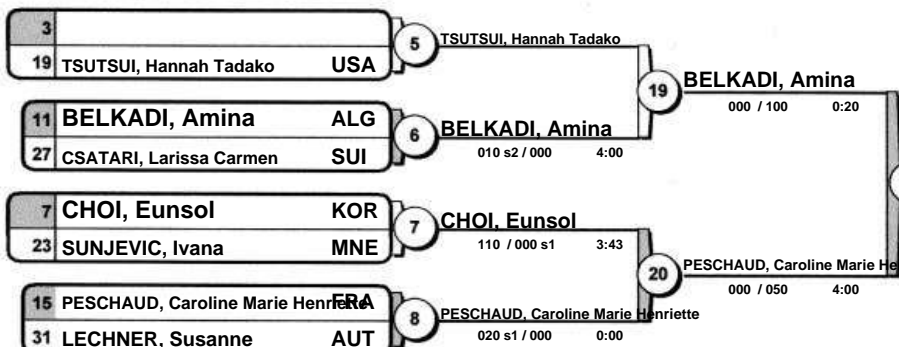 3
19 TSUTSUI, Hannah Tadako USA
5 TSUTSUI, Hannah Tadako
11 BELKADI, Amina ALG
27 CSATARI, Larissa Carmen SUI
6 BELKADI, Amina
010 s2 / 000 4:00
19 BELKADI, Amina
000 / 100 0:20
7 CHOI, Eunsol KOR
23 SUNJEVIC, Ivana MNE
7 CHOI, Eunsol
110 / 000 s1 3:43
15 PESCHAUD, Caroline Marie Henriette FRA
31 LECHNER, Susanne AUT
8 PESCHAUD, Caroline Marie Henriette
020 s1 / 000 0:00
20 PESCHAUD, Caroline Marie He
000 / 050 4:00